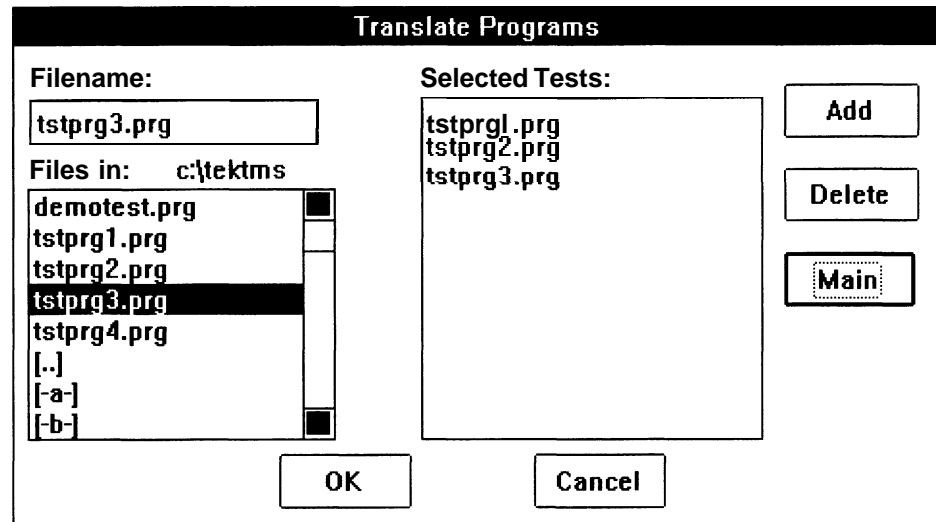 Translate Programs
Filename:
tstprg3.prg
Files in: c:\tektms
demotest.prg
tstprg1.prg
tstprg2.prg
tstprg3.prg
tstprg4.prg
[..]
[-a-]
[-b-]
Selected Tests:
tstprgl.prg
tstprg2.prg
tstprg3.prg
Add
Delete
Main
OK
Cancel